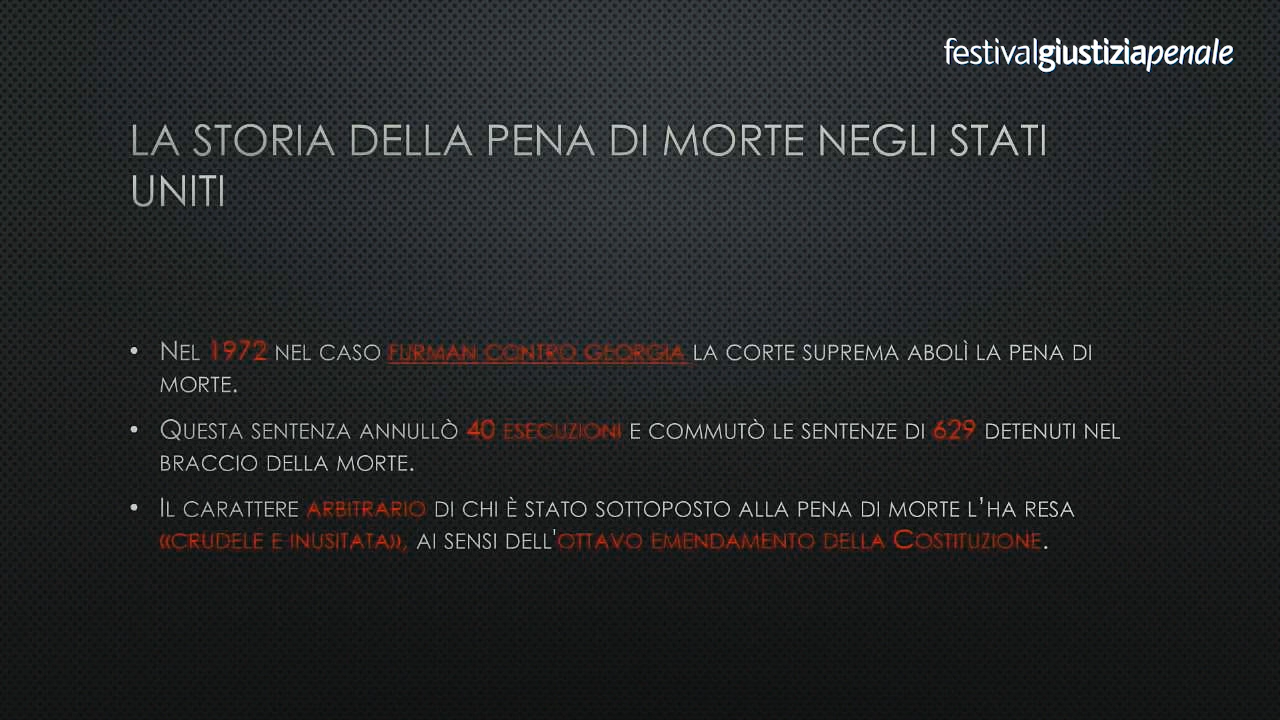 festivalgiustiziapenale
LA STORIA DELLA PENA DI MORTE NEGLI STATI
UNITI
• NEL 1972 NEL CASO FURMAN CONTRO GEORGIA LA CORTE SUPREMA ABOLÌ LA PENA DI
MORTE.
• QUESTA SENTENZA ANNULLÒ 40 ESECUZIONI E COMMUTÒ LE SENTENZE DI 629 DETENUTI NEL
BRACCIO DELLA MORTE.
• IL CARATTERE ARBITRARIO DI CHI È STATO SOTTOPOSTO ALLA PENA DI MORTE L'HA RESA
«CRUDELE E INUSITATA», AI SENSI DELL'OTTAVO EMENDAMENTO DELLA COSTITUZIONE.